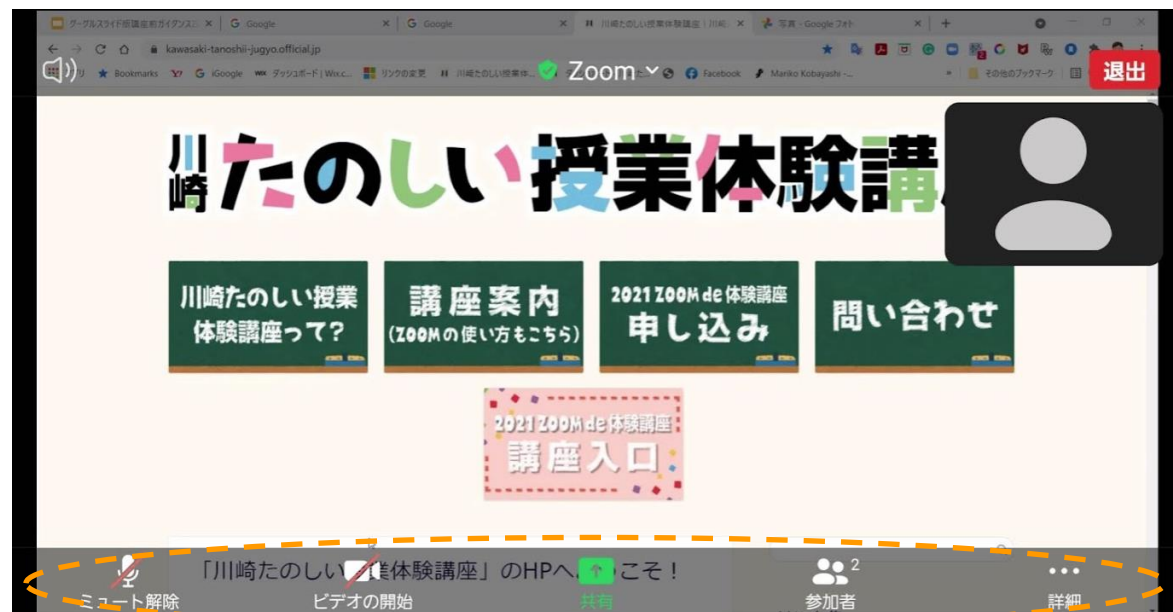 グーグルスライド板講座前ガイダンス
G Google
G Google
川崎たのしい授業体験講座 | 川崎
写真 - Google フォト
kawasaki-tanoshii-jugyo.official.jp
Bookmarks
iGoogle
ダッシュボード | Wix.c...
リンクの変更
川崎たのしい授業体...
Zoom
Facebook
Mariko Kobayashi -...
その他のブックマーク
退出
川崎たのしい授業体験講
川崎たのしい授業
体験講座って?
講座案内
(ZOOMの使い方もこちら)
2021 ZOOM de 体験講座
申し込み
問い合わせ
2021 ZOOM de 体験講座
講座入口
「川崎たのしい 業体験講座」のHPへ こそ!
2
ミュート解除
ビデオの開始
共有
参加者
詳細